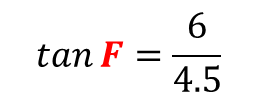 tan F = 6/4.5